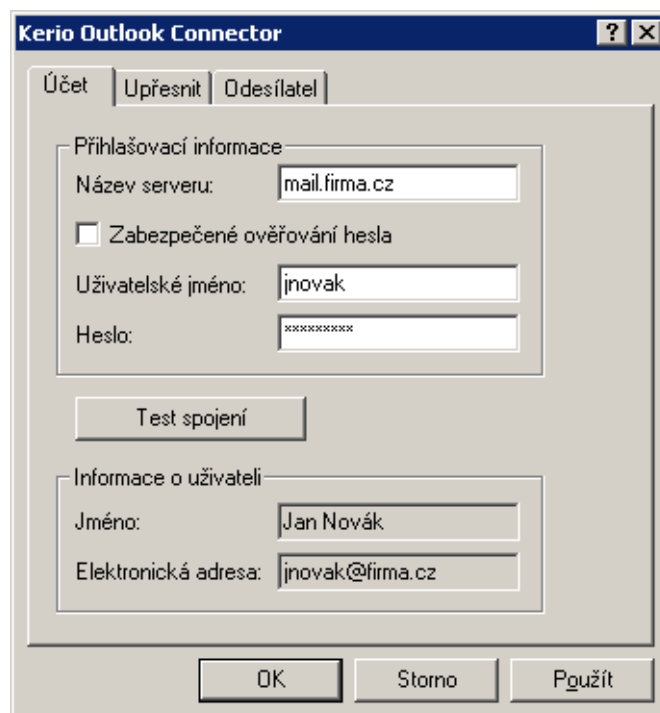 Kerio Outlook Connector
Účet Upřesnit Odesílatel
Přihlašovací informace
Název serveru: mail.firma.cz
Zabezpečené ověřování hesla
Uživatelské jméno: jnovak
Heslo: *********
Test spojení
Informace o uživateli
Jméno: Jan Novák
Elektronická adresa: jnovak@firma.cz
OK Storno Použít